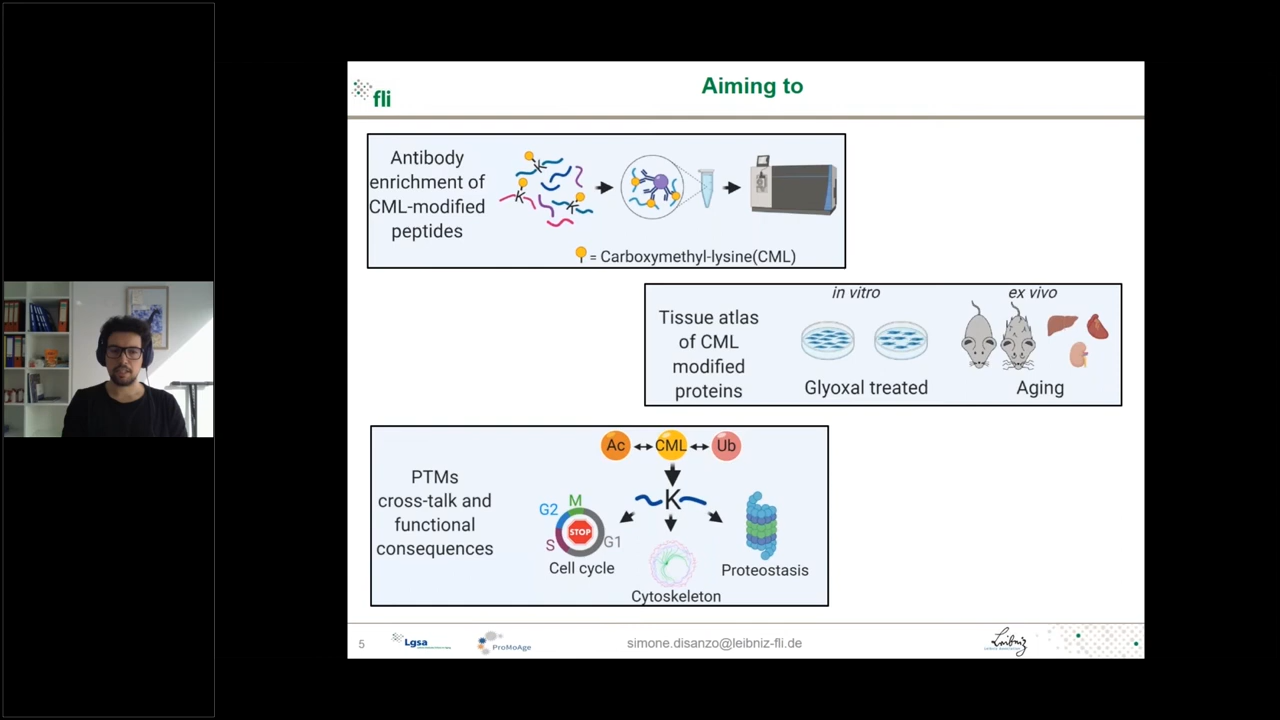 fli
Aiming to
Antibody
enrichment of
CML-modified
peptides
K
K
K
= Carboxymethyl-lysine(CML)
Tissue atlas
of CML
modified
proteins
in vitro
ex vivo
Glyoxal treated
Aging
PTMs
cross-talk and
functional
consequences
Ac
CML
Ub
K
G2
M
S
G1
STOP
Cell cycle
Cytoskeleton
Proteostasis
5
Lgsa
ProMoAge
simone.disanzo@leibniz-fli.de
Leibniz